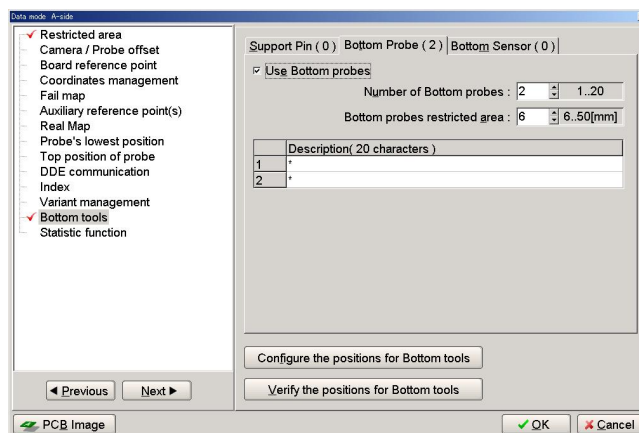 Data mode A-side
Restricted area
Camera / Probe offset
Board reference point
Coordinates management
Fail map
Auxiliary reference point(s)
Real Map
Probe's lowest position
Top position of probe
DDE communication
Index
Variant management
Bottom tools
Statistic function
Previous
Next
PCB Image
Support Pin ( 0 ) Bottom Probe ( 2 ) Bottom Sensor ( 0 )
Use Bottom probes
Number of Bottom probes : 2 1..20
Bottom probes restricted area : 6 6..50[mm]
Description( 20 characters )
1 *
2 *
Configure the positions for Bottom tools
Verify the positions for Bottom tools
OK
Cancel